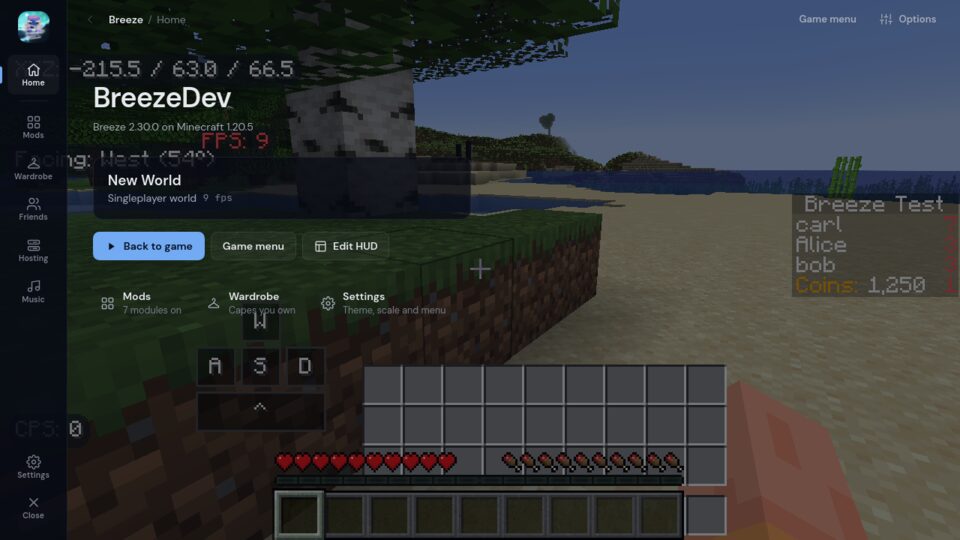 Breeze / Home
Game menu
Options
Home
XYZ: -215.5 / 63.0 / 66.5
BreezeDev
Breeze 2.30.0 on Minecraft 1.20.5
FPS: 9
Mods
Facing: West (54°)
Wardrobe
New World
Singleplayer world 9 fps
Friends
Breeze Test
carl
Alice
bob
Coins: 1,250
Hosting
Back to game
Game menu
Edit HUD
Music
Mods
7 modules on
Wardrobe
Capes you own
Settings
Theme, scale and menu
W
A S D
^
CPS: 0
Settings
Close